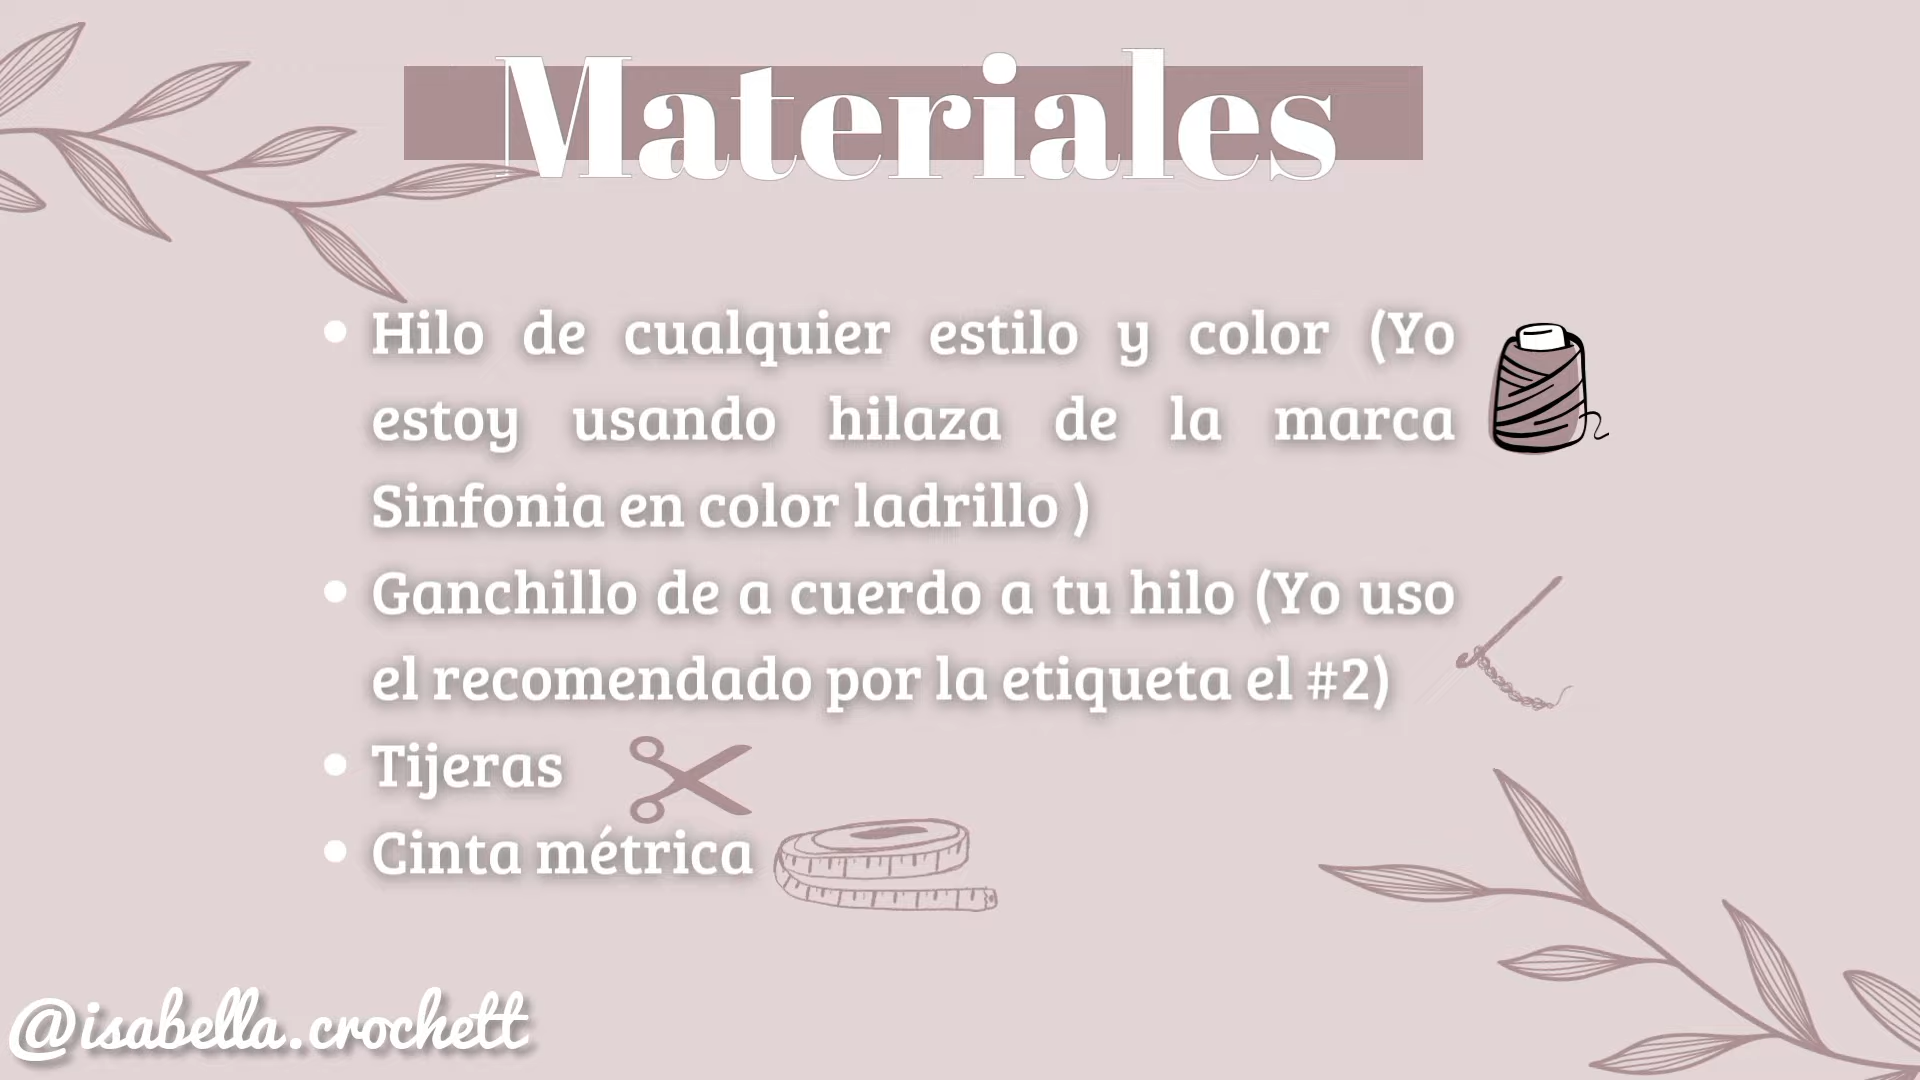 Materiales
• Hilo de cualquier estilo y color (Yo
estoy usando hilaza de la marca
Sinfonia en color ladrillo )
• Ganchillo de a cuerdo a tu hilo (Yo uso
el recomendado por la etiqueta el #2)
• Tijeras
• Cinta métrica
@isabella.crochett